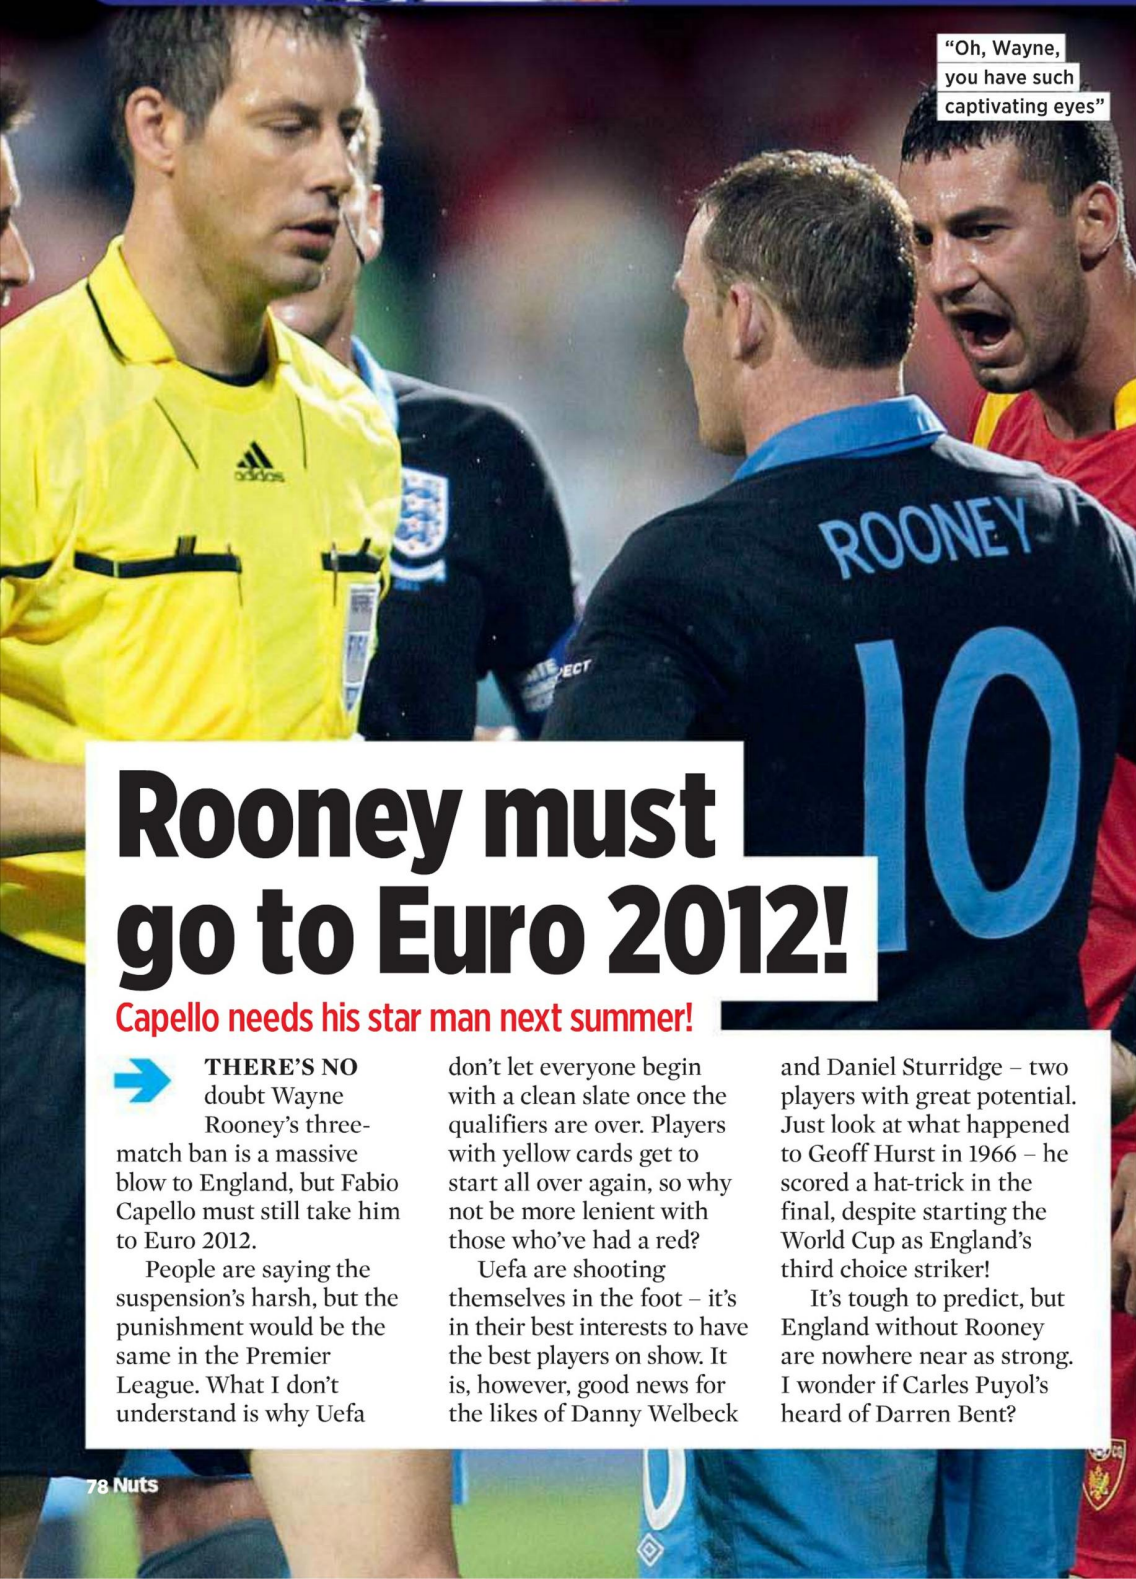 “Oh, Wayne,
you have such
captivating eyes”
adidas
ROONEY
10
Rooney must
go to Euro 2012!
Capello needs his star man next summer!
THERE’S NO
doubt Wayne
Rooney’s three-
match ban is a massive
blow to England, but Fabio
Capello must still take him
to Euro 2012.
People are saying the
suspension’s harsh, but the
punishment would be the
same in the Premier
League. What I don’t
understand is why Uefa
don’t let everyone begin
with a clean slate once the
qualifiers are over. Players
with yellow cards get to
start all over again, so why
not be more lenient with
those who’ve had a red?
Uefa are shooting
themselves in the foot – it’s
in their best interests to have
the best players on show. It
is, however, good news for
the likes of Danny Welbeck
and Daniel Sturridge – two
players with great potential.
Just look at what happened
to Geoff Hurst in 1966 – he
scored a hat-trick in the
final, despite starting the
World Cup as England’s
third choice striker!
It’s tough to predict, but
England without Rooney
are nowhere near as strong.
I wonder if Carles Puyol’s
heard of Darren Bent?
78 Nuts